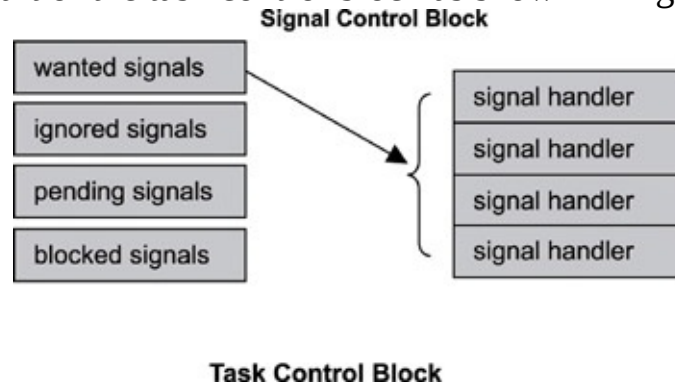 Signal Control Block
wanted signals
ignored signals
pending signals
blocked signals
signal handler
signal handler
signal handler
signal handler
Task Control Block